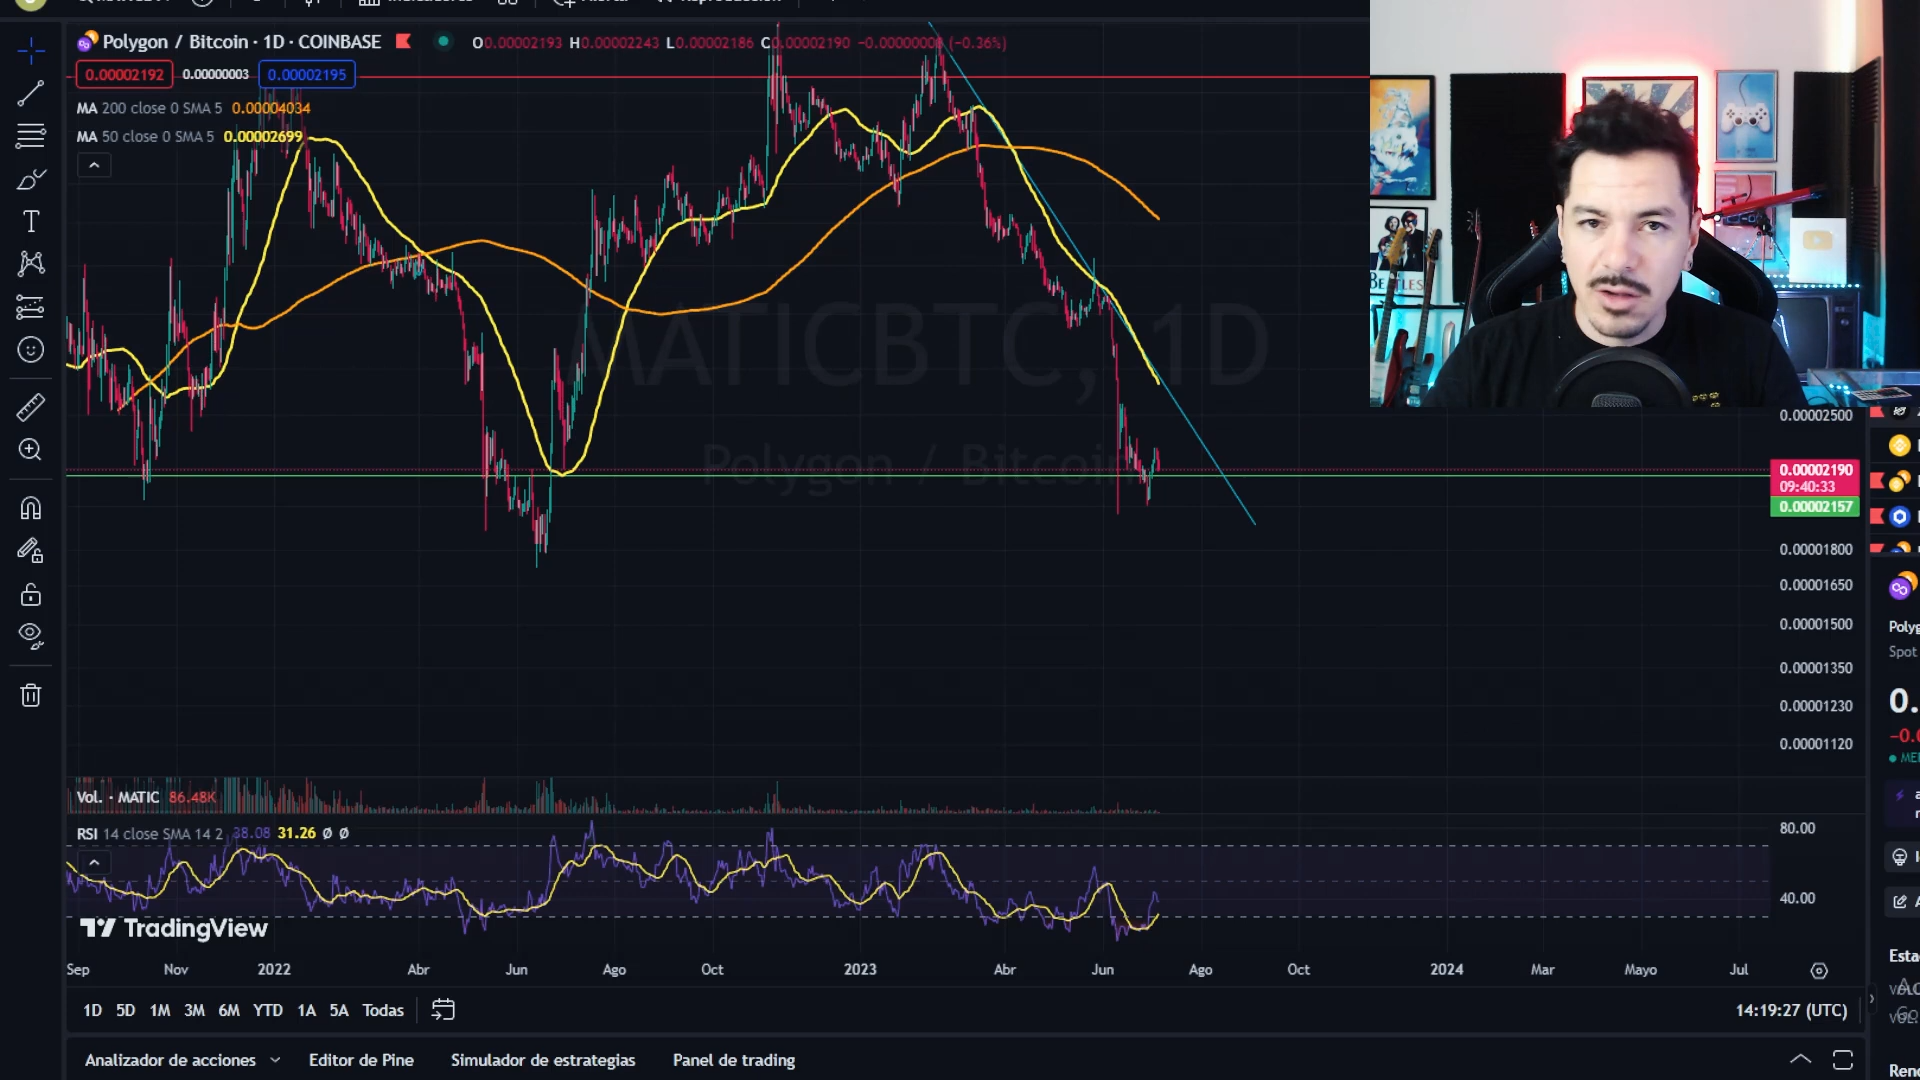 Polygon / Bitcoin · 1D · COINBASE
O0.00002193 H0.00002243 L0.00002186 C0.00002190 (−0.36%)
0.00002192 0.00000003 0.00002195
MA 200 close 0 SMA 5 0.00004034
MA 50 close 0 SMA 5 0.00002699
MATICBTC, 1D
Polygon / Bitcoin
BEATLES
0.00002500
0.00002190
09:40:33
0.00002157
0.00001800
0.00001650
0.00001500
0.00001350
0.00001230
0.00001120
Spot
0.
Vol. · MATIC 86.48K
RSI 14 close SMA 14 2 38.08 31.26 Ø Ø
80.00
40.00
TradingView
Sep Nov 2022 Abr Jun Ago Oct 2023 Abr Jun Ago Oct 2024 Mar Mayo Jul
1D 5D 1M 3M 6M YTD 1A 5A Todas
14:19:27 (UTC)
Analizador de acciones Editor de Pine Simulador de estrategias Panel de trading